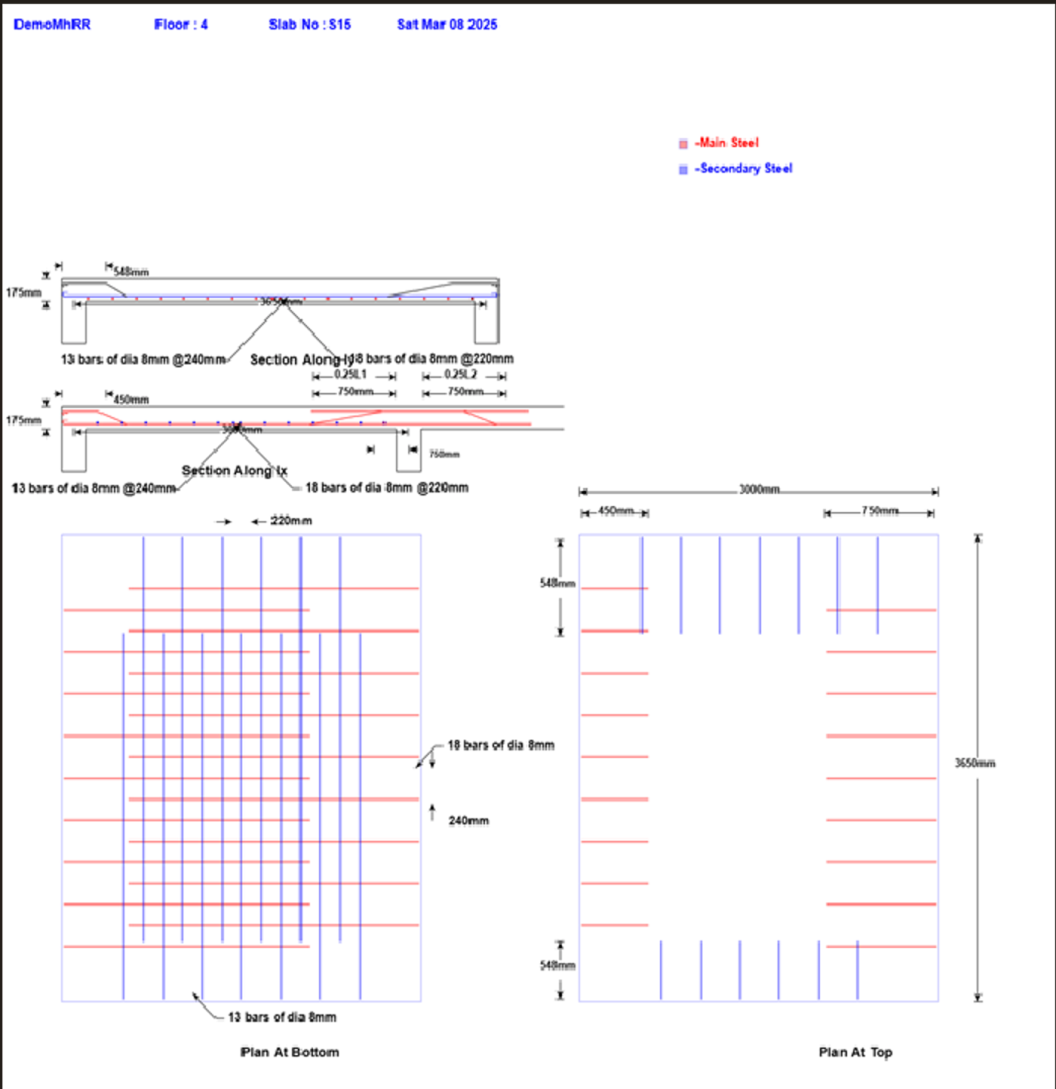 DemoMhRR Floor : 4 Slab No : S15 Sat Mar 08 2025
-Main Steel
-Secondary Steel
548mm
175mm
13 bars of dia 8mm @240mm Section Along ly 18 bars of dia 8mm @220mm
0.25L1 0.25L2
450mm 750mm 750mm
175mm
750mm
Section Along lx
13 bars of dia 8mm @240mm 18 bars of dia 8mm @220mm
3000mm
450mm 750mm
220mm
548mm
18 bars of dia 8mm
3650mm
240mm
548mm
13 bars of dia 8mm
Plan At Bottom Plan At Top